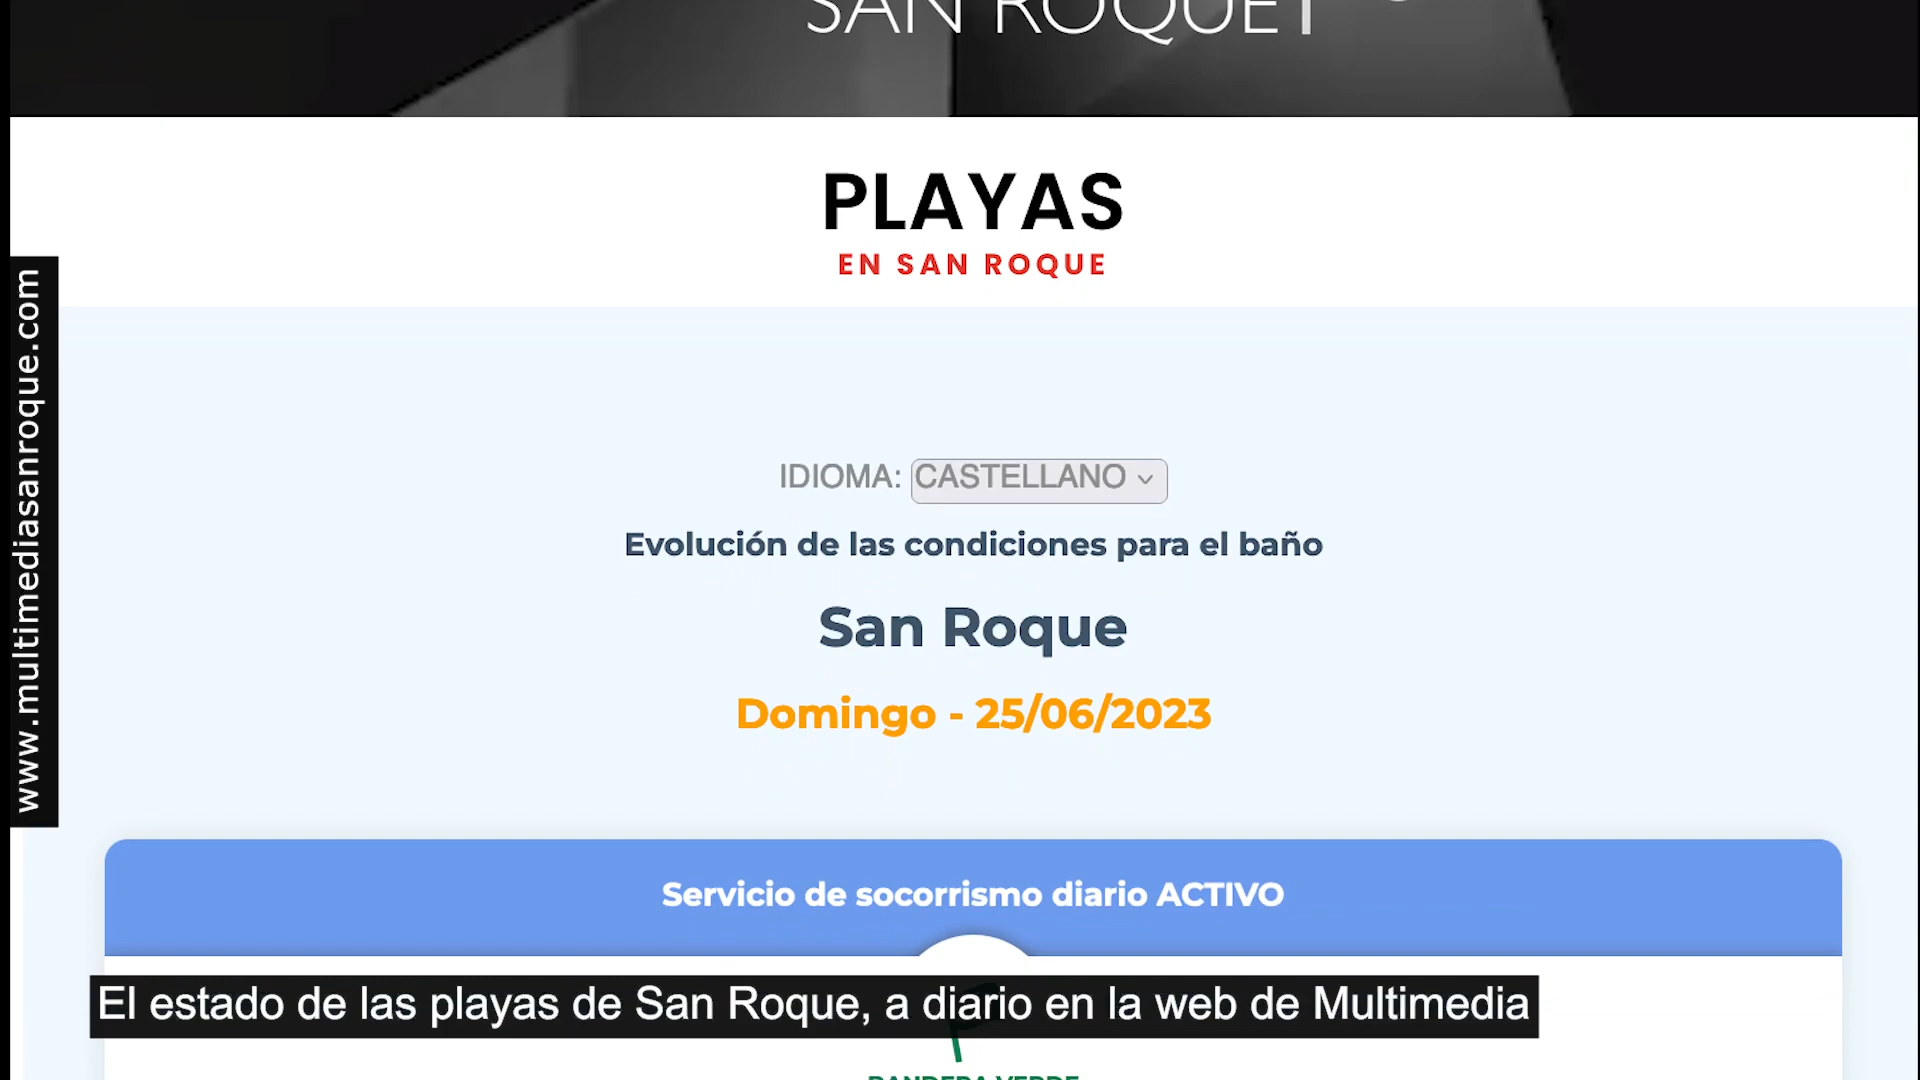 SAN ROQUE
PLAYAS
EN SAN ROQUE
www.multimediasanroque.com
IDIOMA: CASTELLANO
Evolución de las condiciones para el baño
San Roque
Domingo - 25/06/2023
Servicio de socorrismo diario ACTIVO
El estado de las playas de San Roque, a diario en la web de Multimedia
BANDERA VERDE